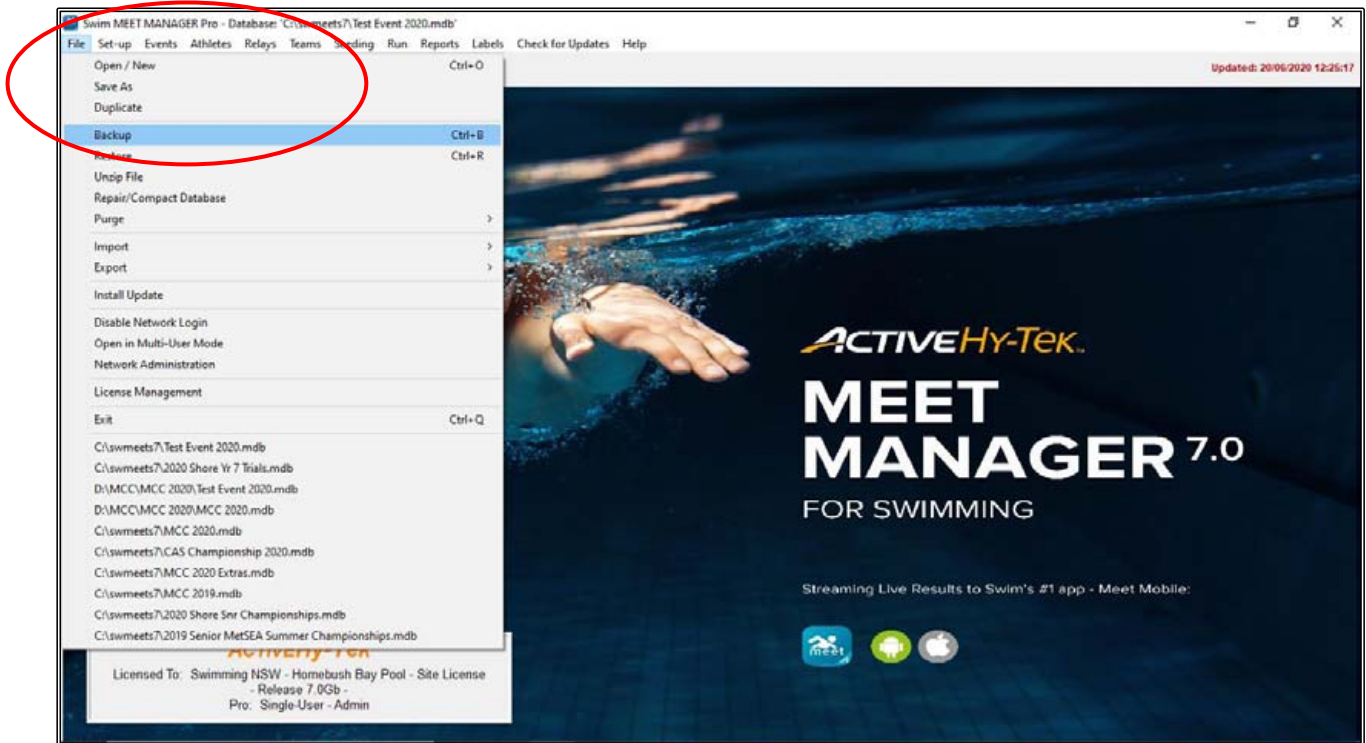 Swim MEET MANAGER Pro - Database: 'C:\swmeets7\Test Event 2020.mdb'
File Set-up Events Athletes Relays Teams Seeding Run Reports Labels Check for Updates Help
Updated: 20/06/2020 12:25:17
Open / New Ctrl+O
Save As
Duplicate
Backup Ctrl+B
Restore Ctrl+R
Unzip File
Repair/Compact Database
Purge >
Import >
Export >
Install Update
Disable Network Login
Open in Multi-User Mode
Network Administration
License Management
Exit Ctrl+Q
C:\swmeets7\Test Event 2020.mdb
C:\swmeets7\2020 Shore Yr 7 Trials.mdb
D:\MCC\MCC 2020\Test Event 2020.mdb
D:\MCC\MCC 2020\MCC 2020.mdb
C:\swmeets7\MCC 2020.mdb
C:\swmeets7\CAS Championship 2020.mdb
C:\swmeets7\MCC 2020 Extras.mdb
C:\swmeets7\MCC 2019.mdb
C:\swmeets7\2020 Shore Snr Championships.mdb
C:\swmeets7\2019 Senior MetSEA Summer Championships.mdb
ACTIVEHy-Tek
Licensed To: Swimming NSW - Homebush Bay Pool - Site License
- Release 7.0Gb -
Pro: Single-User - Admin
ACTIVEHY-TEK™
MEET
MANAGER 7.0
FOR SWIMMING
Streaming Live Results to Swim's #1 app - Meet Mobile:
meet